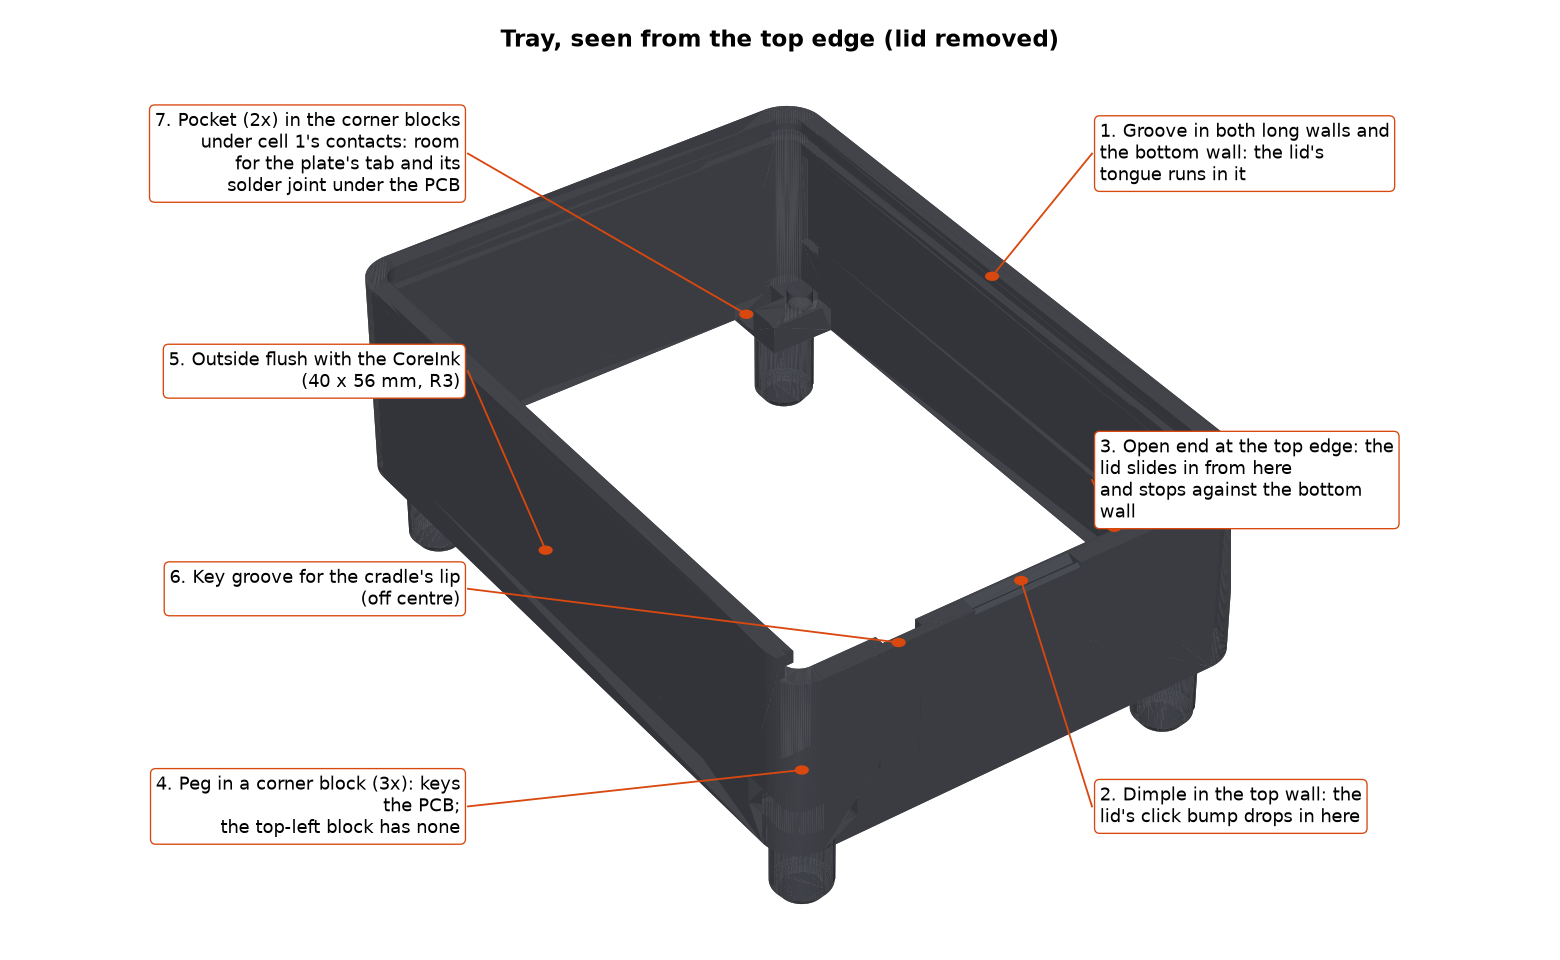 Tray, seen from the top edge (lid removed)
7. Pocket (2x) in the corner blocks
under cell 1's contacts: room
for the plate's tab and its
solder joint under the PCB
1. Groove in both long walls and
the bottom wall: the lid's
tongue runs in it
5. Outside flush with the CoreInk
(40 x 56 mm, R3)
3. Open end at the top edge: the
lid slides in from here
and stops against the bottom
wall
6. Key groove for the cradle's lip
(off centre)
4. Peg in a corner block (3x): keys
the PCB;
the top-left block has none
2. Dimple in the top wall: the
lid's click bump drops in here